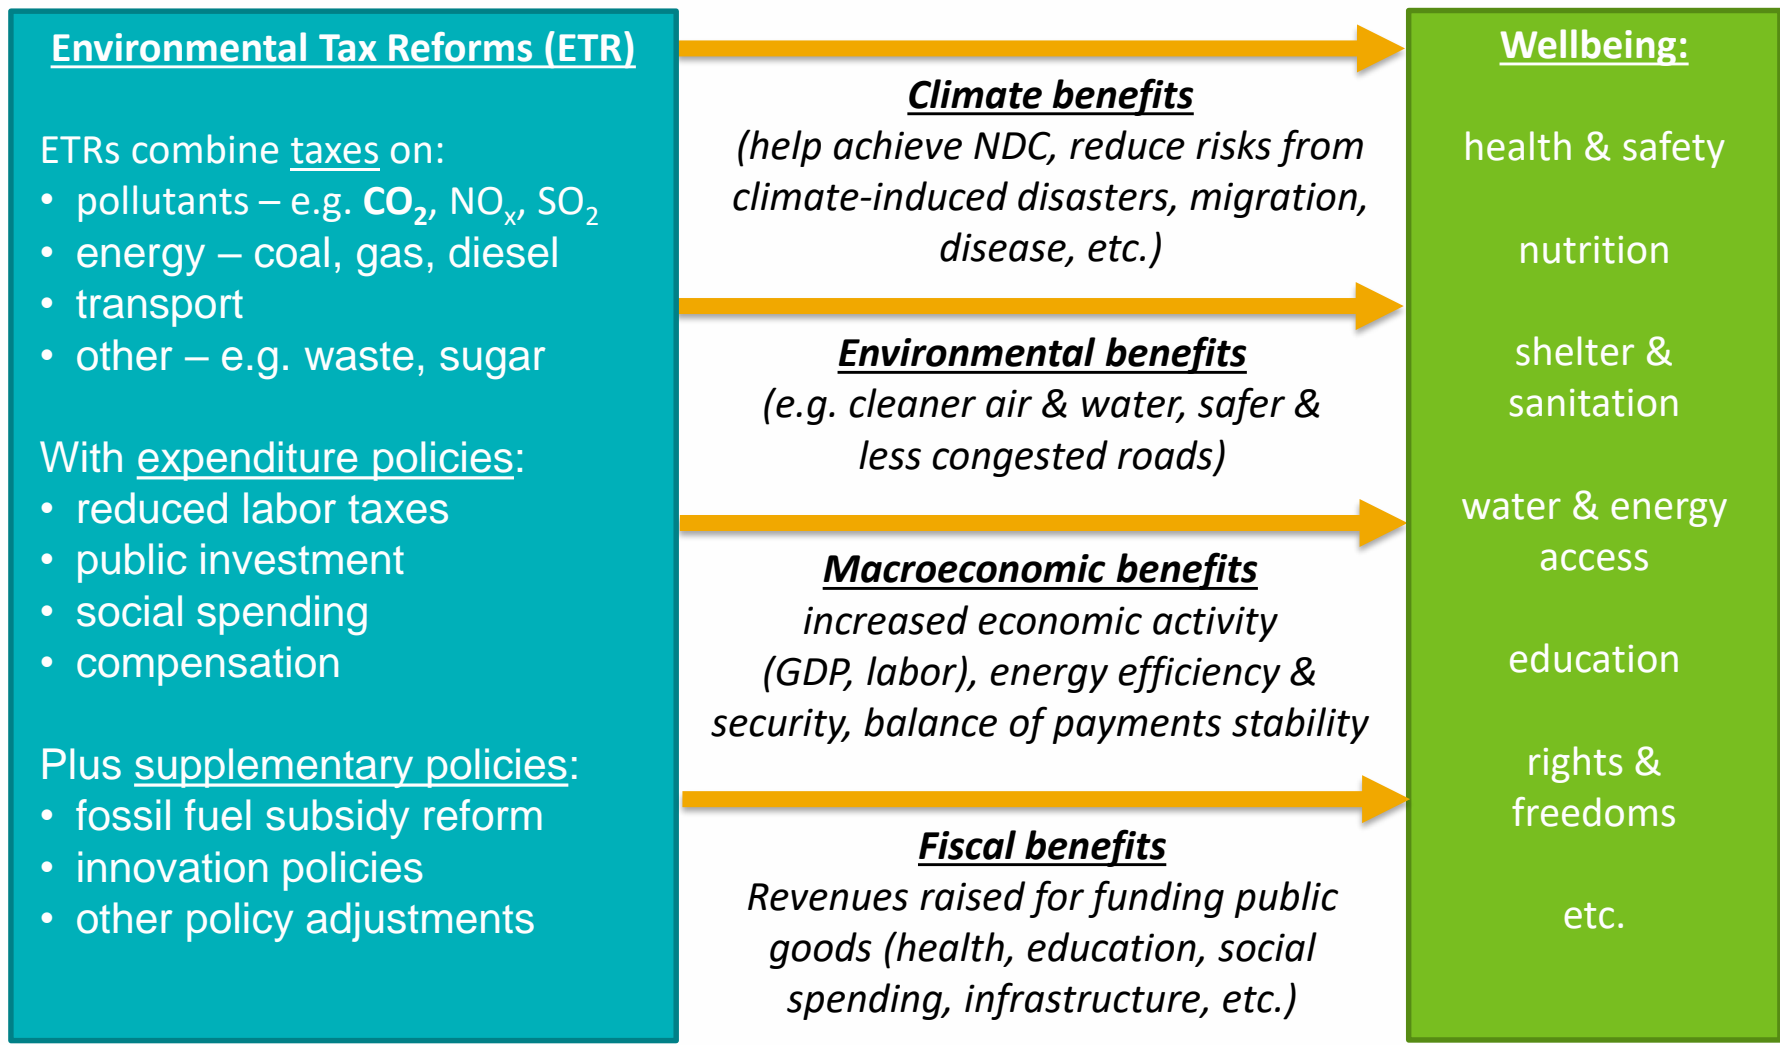 Environmental Tax Reforms (ETR)
ETRs combine taxes on:
• pollutants – e.g. CO₂, NOₓ, SO₂
• energy – coal, gas, diesel
• transport
• other – e.g. waste, sugar
With expenditure policies:
• reduced labor taxes
• public investment
• social spending
• compensation
Plus supplementary policies:
• fossil fuel subsidy reform
• innovation policies
• other policy adjustments
Climate benefits
(help achieve NDC, reduce risks from
climate-induced disasters, migration,
disease, etc.)
Environmental benefits
(e.g. cleaner air & water, safer &
less congested roads)
Macroeconomic benefits
increased economic activity
(GDP, labor), energy efficiency &
security, balance of payments stability
Fiscal benefits
Revenues raised for funding public
goods (health, education, social
spending, infrastructure, etc.)
Wellbeing:
health & safety
nutrition
shelter &
sanitation
water & energy
access
education
rights &
freedoms
etc.